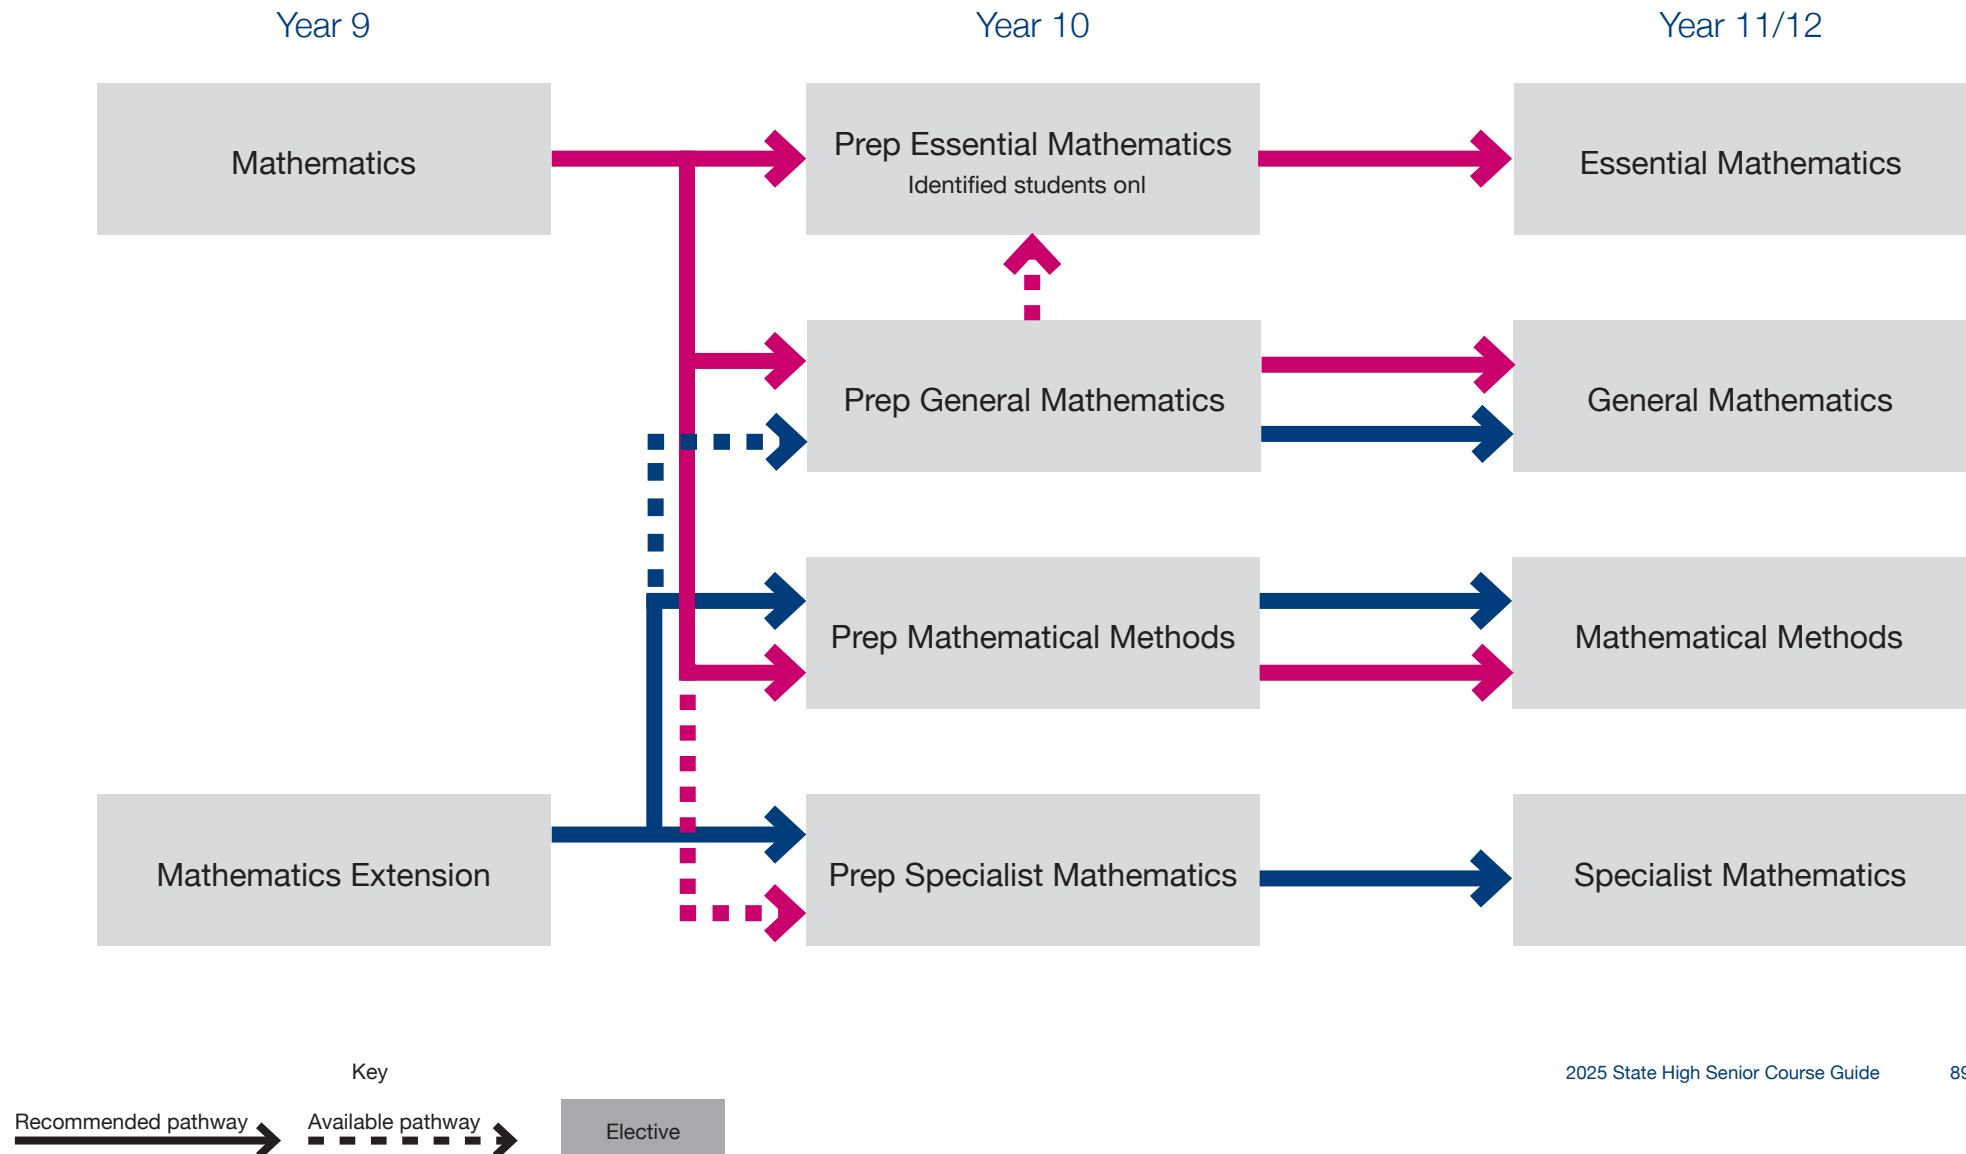 Year 9
Year 10
Year 11/12
Mathematics
Prep Essential Mathematics
Identified students onl
Essential Mathematics
Prep General Mathematics
General Mathematics
Prep Mathematical Methods
Mathematical Methods
Mathematics Extension
Prep Specialist Mathematics
Specialist Mathematics
Key
2025 State High Senior Course Guide 89
Recommended pathway
Available pathway
Elective